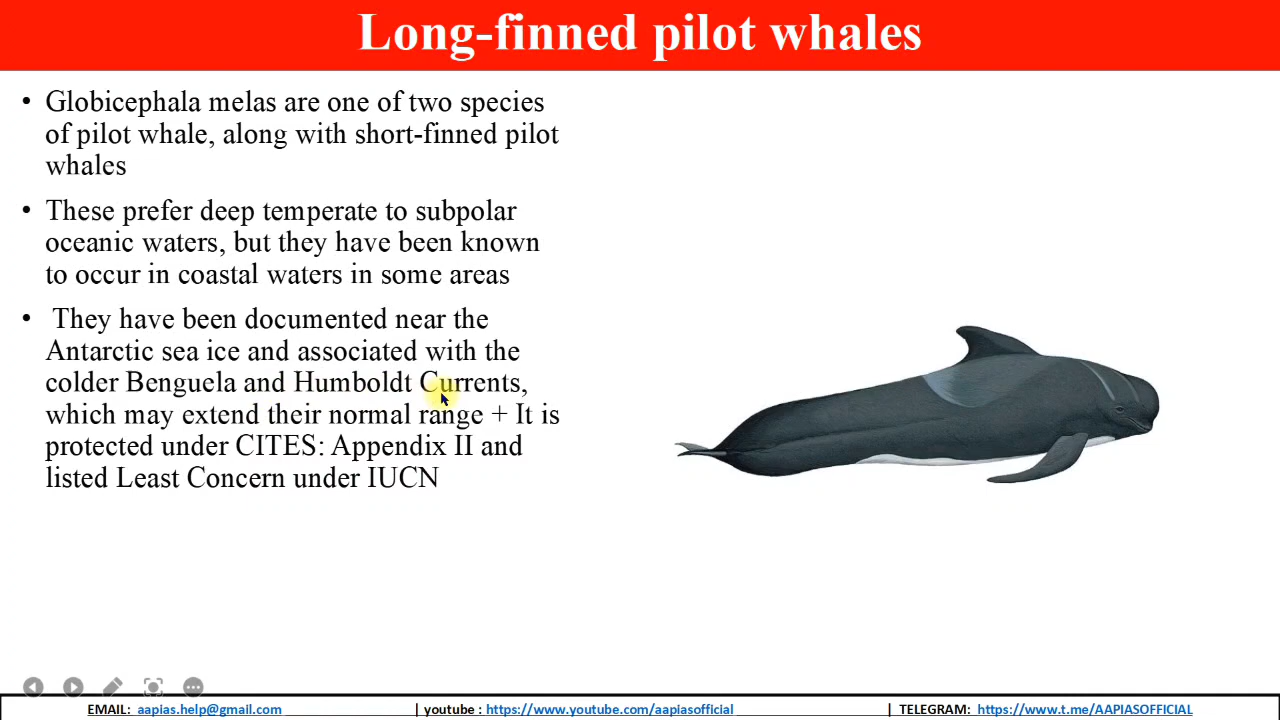 Long-finned pilot whales
• Globicephala melas are one of two species
of pilot whale, along with short-finned pilot
whales
• These prefer deep temperate to subpolar
oceanic waters, but they have been known
to occur in coastal waters in some areas
• They have been documented near the
Antarctic sea ice and associated with the
colder Benguela and Humboldt Currents,
which may extend their normal range + It is
protected under CITES: Appendix II and
listed Least Concern under IUCN
EMAIL: aapias.help@gmail.com | youtube : https://www.youtube.com/aapiasofficial | TELEGRAM: https://www.t.me/AAPIASOFFICIAL